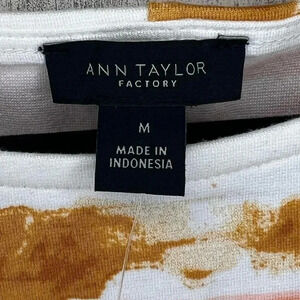 ANN TAYLOR
FACTORY
M
MADE IN
INDONESIA